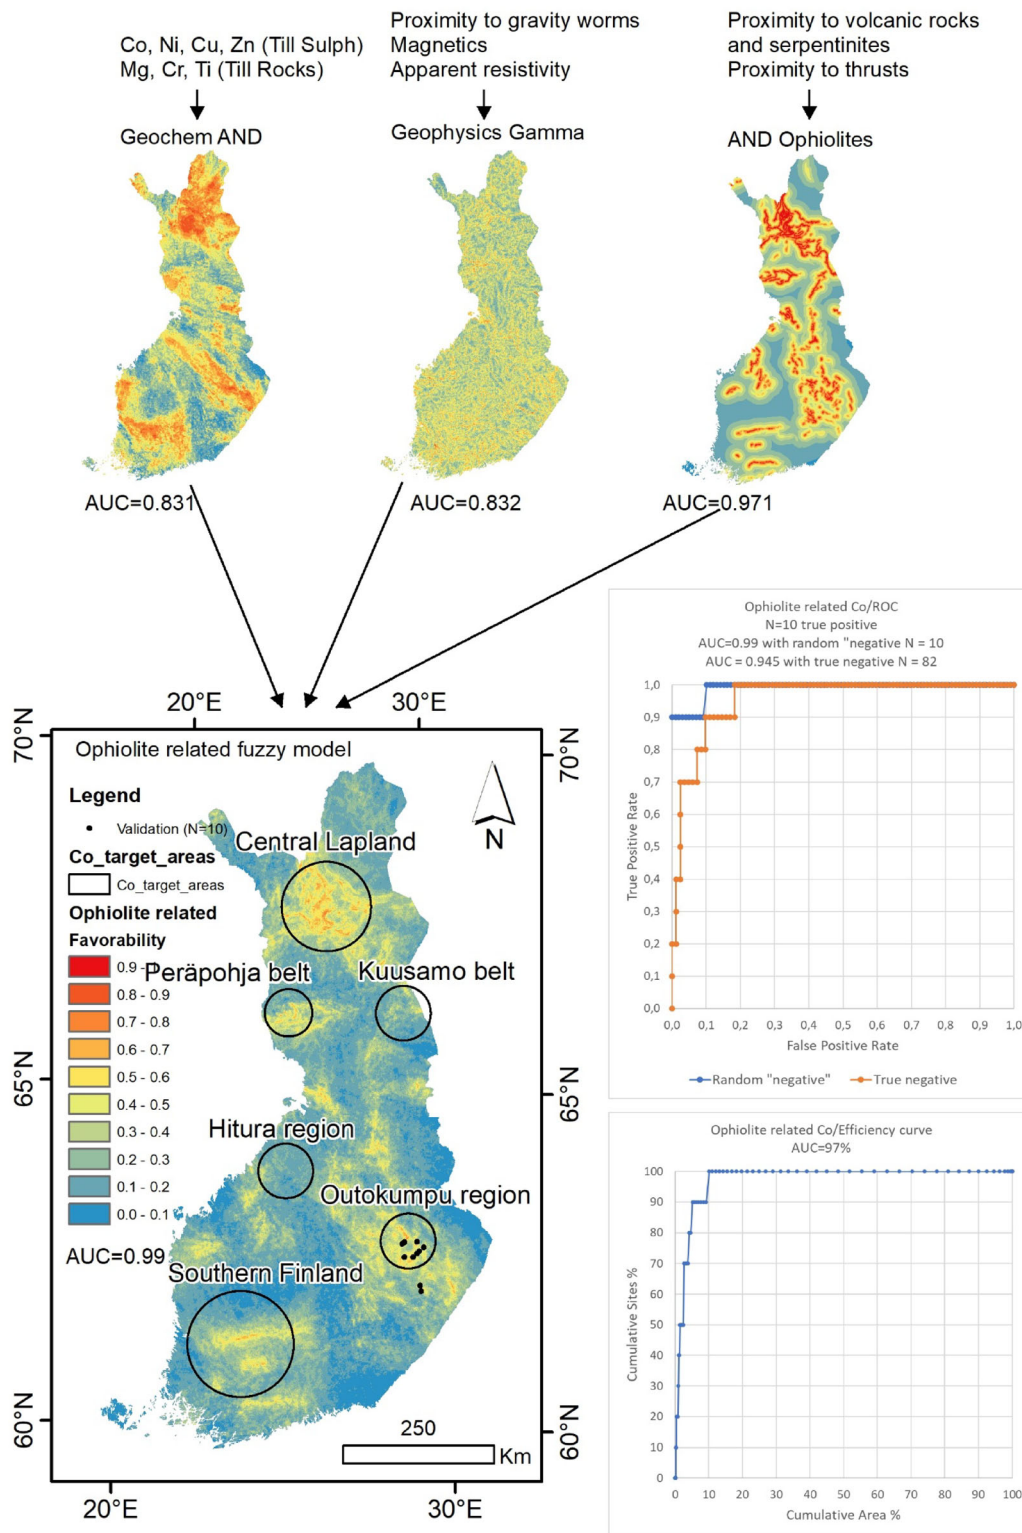 Co, Ni, Cu, Zn (Till Sulph)
Mg, Cr, Ti (Till Rocks)
Geochem AND
AUC=0.831
Proximity to gravity worms
Magnetics
Apparent resistivity
Geophysics Gamma
AUC=0.832
Proximity to volcanic rocks
and serpentinites
Proximity to thrusts
AND Ophiolites
AUC=0.971
20°E
30°E
70°N
70°N
65°N
65°N
60°N
60°N
20°E
30°E
Ophiolite related fuzzy model
Legend
Validation (N=10)
Co_target_areas
Co_target_areas
Ophiolite related
Favorability
0.9 -
0.8 - 0.9
0.7 - 0.8
0.6 - 0.7
0.5 - 0.6
0.4 - 0.5
0.3 - 0.4
0.2 - 0.3
0.1 - 0.2
0.0 - 0.1
AUC=0.99
N
Central Lapland
Peräpohja belt
Kuusamo belt
Hitura region
Outokumpu region
Southern Finland
250
Km
Ophiolite related Co/ROC
N=10 true positive
AUC=0.99 with random "negative N = 10
AUC = 0.945 with true negative N = 82
True Positive Rate
1,0
0,9
0,8
0,7
0,6
0,5
0,4
0,3
0,2
0,1
0,0
0,0 0,1 0,2 0,3 0,4 0,5 0,6 0,7 0,8 0,9 1,0
False Positive Rate
Random "negative"
True negative
Ophiolite related Co/Efficiency curve
AUC=97%
Cumulative Sites %
100
90
80
70
60
50
40
30
20
10
0
0 10 20 30 40 50 60 70 80 90 100
Cumulative Area %